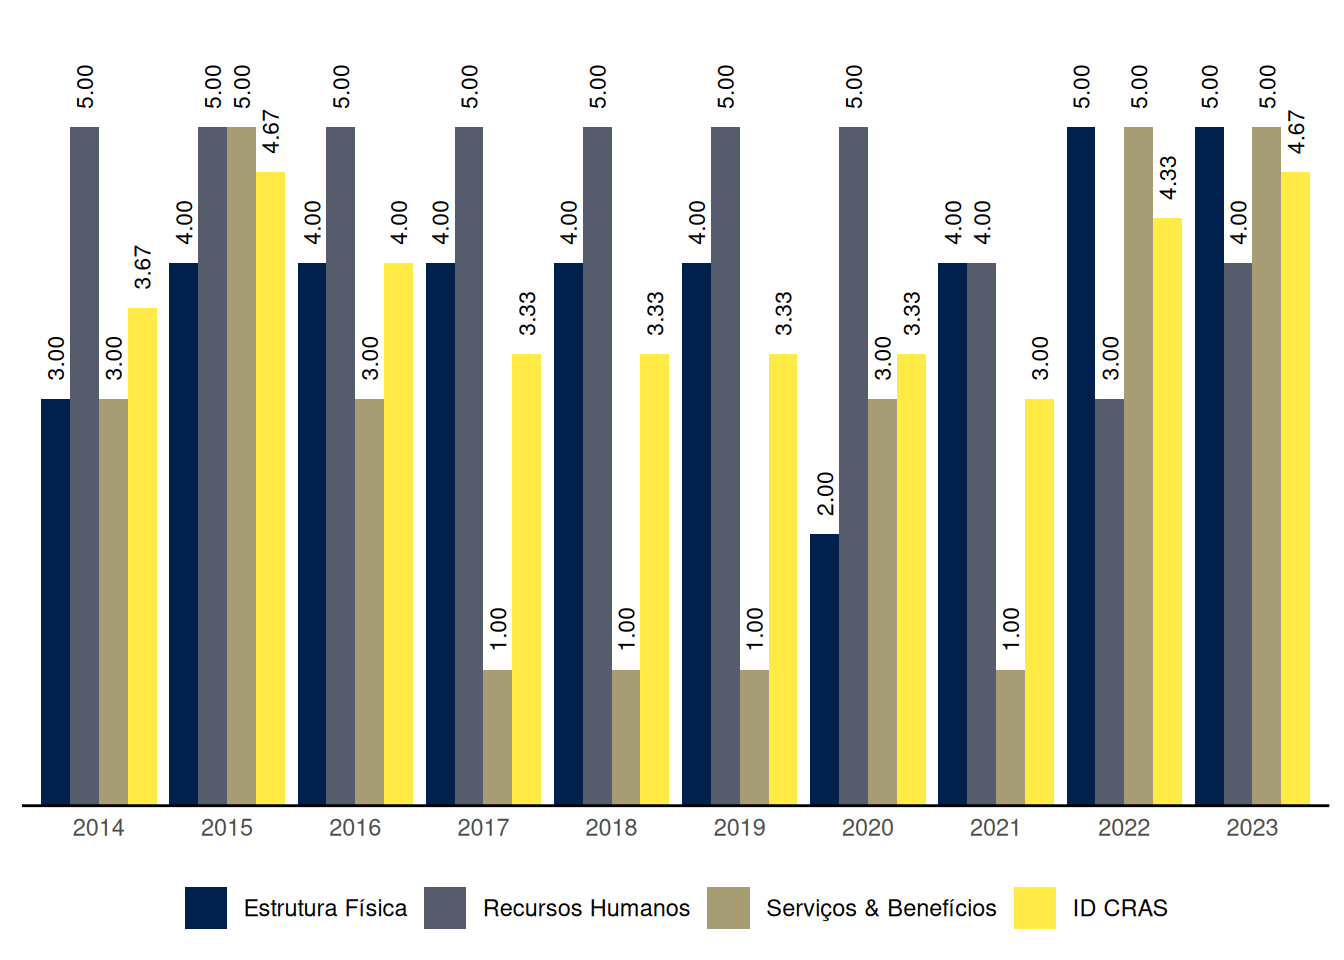 5.00 5.00 5.00 5.00 5.00 5.00 5.00 5.00 5.00 5.00 5.00 5.00
4.67 4.67
4.33
4.00 4.00 4.00 4.00 4.00 4.00 4.00 4.00 4.00
3.67
3.33 3.33 3.33 3.33
3.00 3.00 3.00 3.00 3.00 3.00
2.00
1.00 1.00 1.00 1.00
2014 2015 2016 2017 2018 2019 2020 2021 2022 2023
Estrutura Física Recursos Humanos Serviços & Benefícios ID CRAS